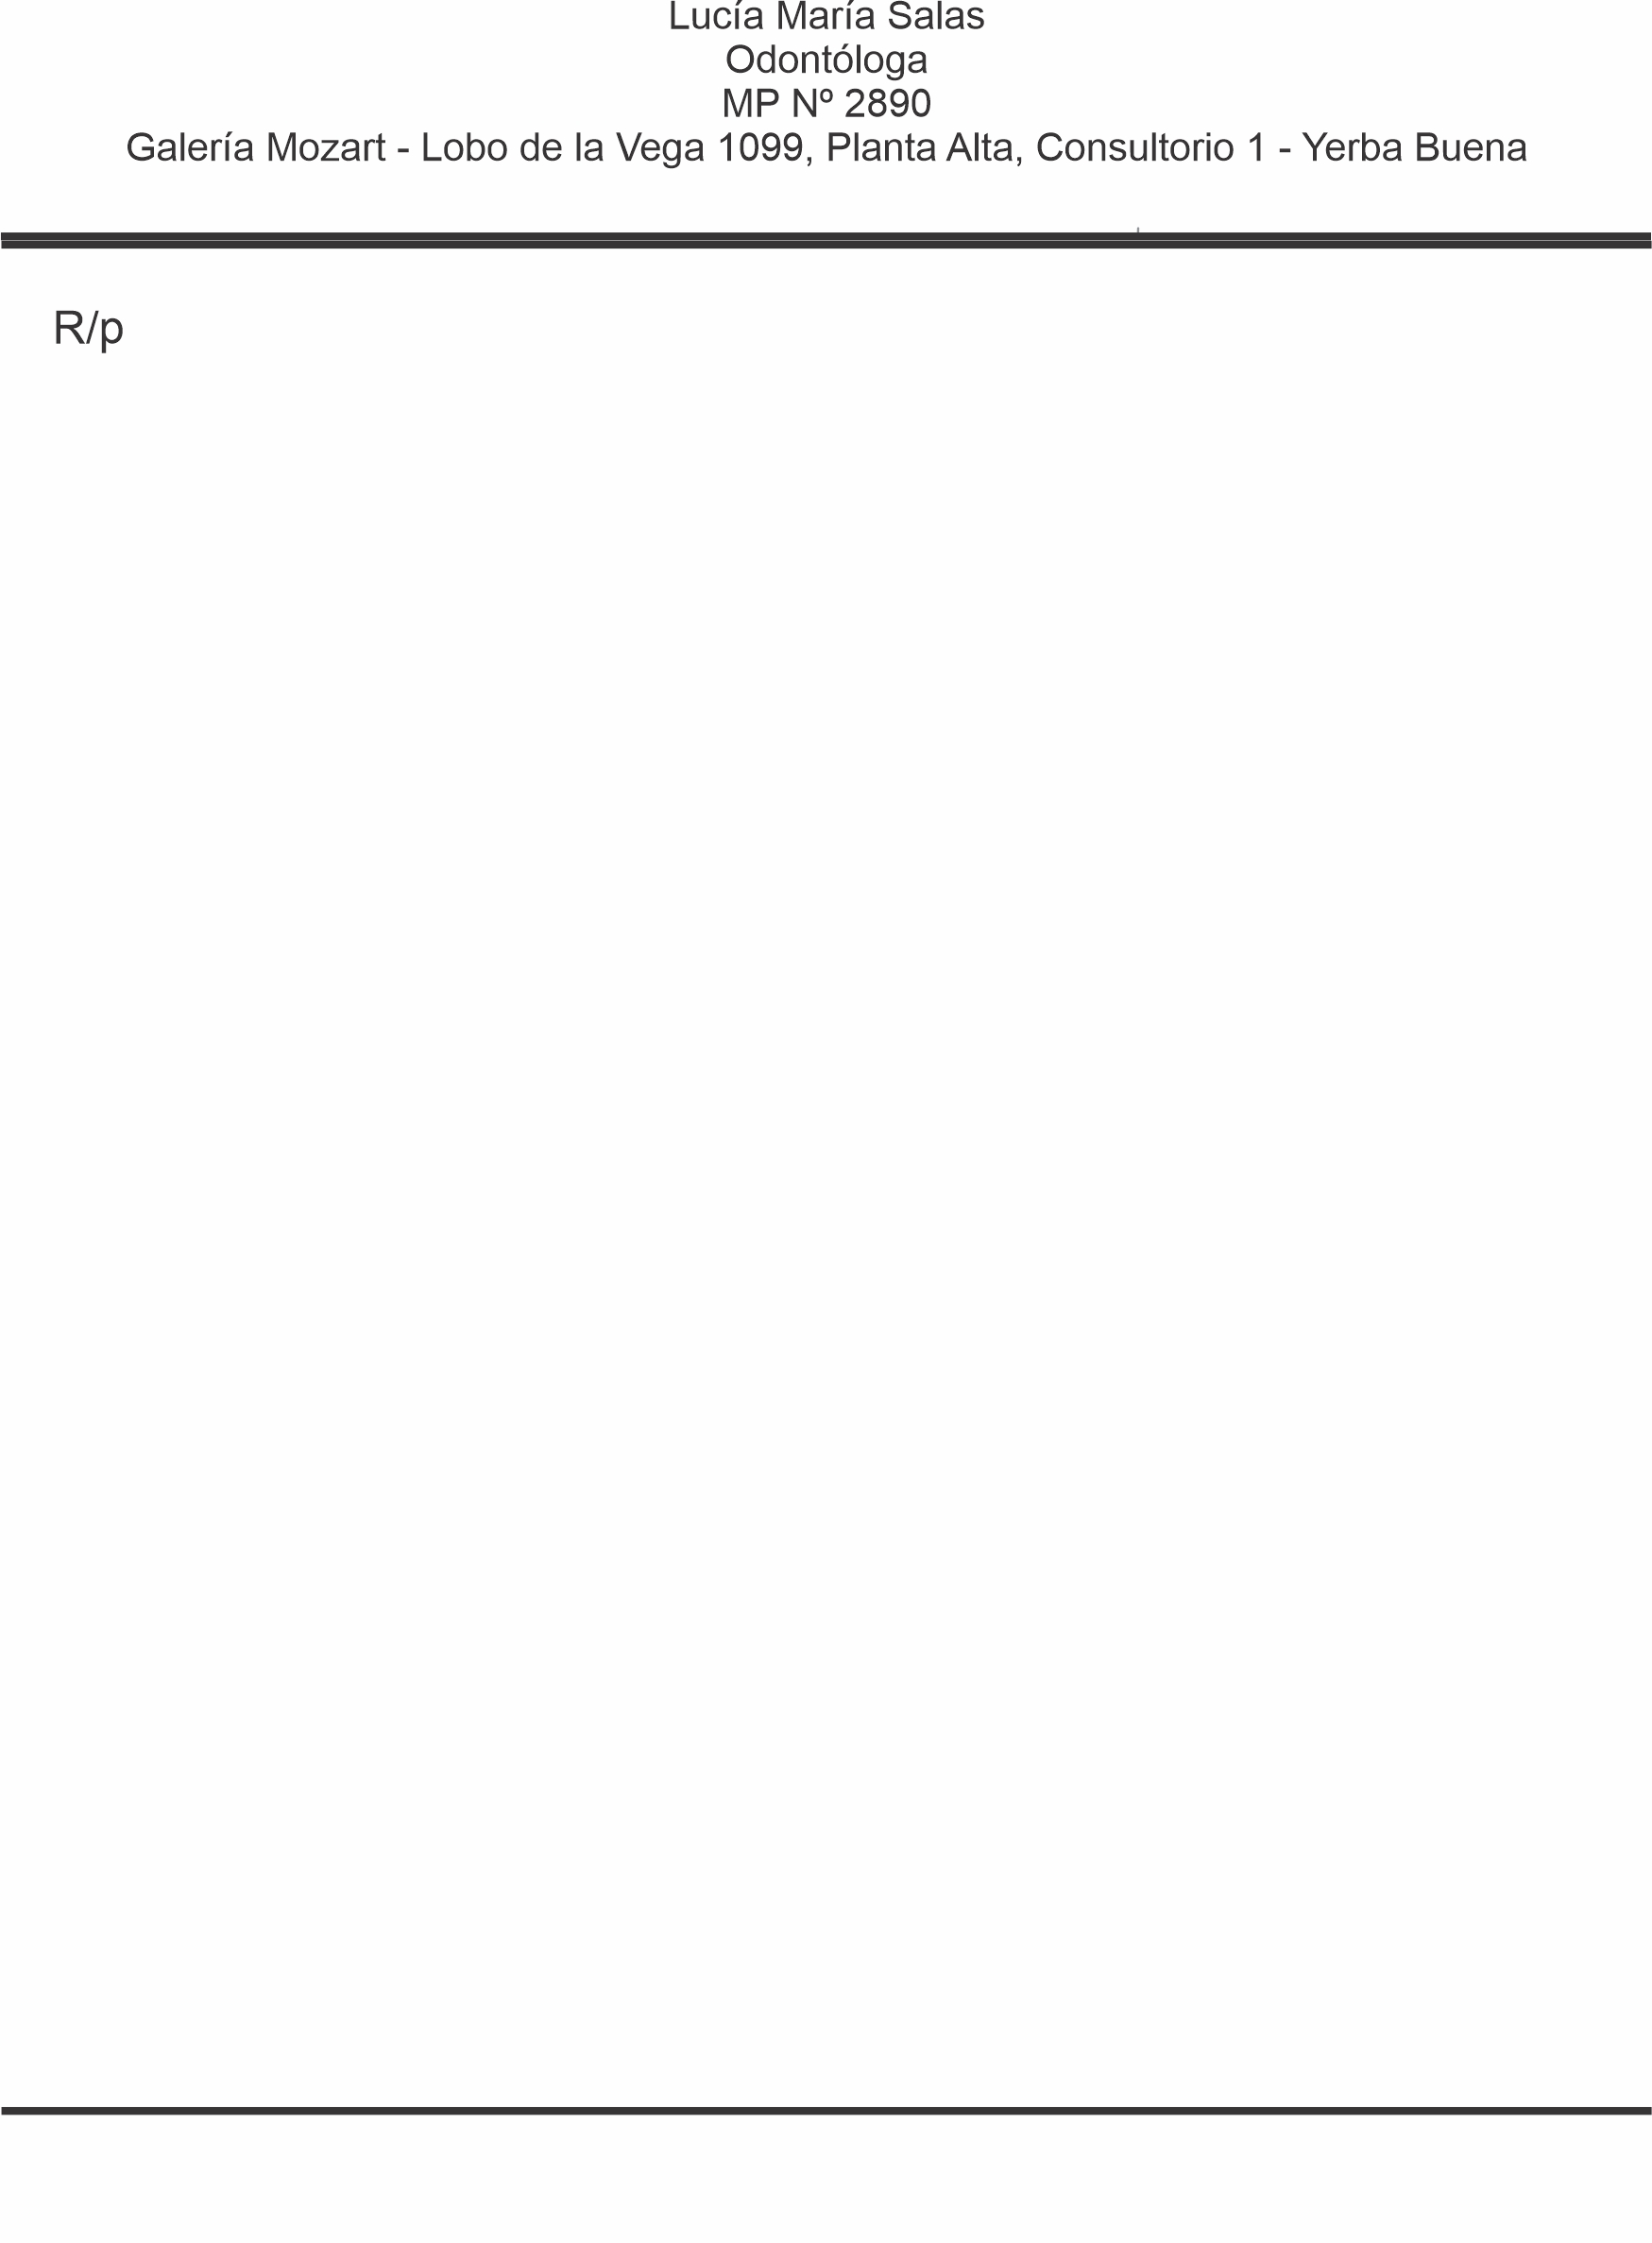 Lucía María Salas
Odontóloga
MP Nº 2890
Galería Mozart - Lobo de la Vega 1099, Planta Alta, Consultorio 1 - Yerba Buena
R/p